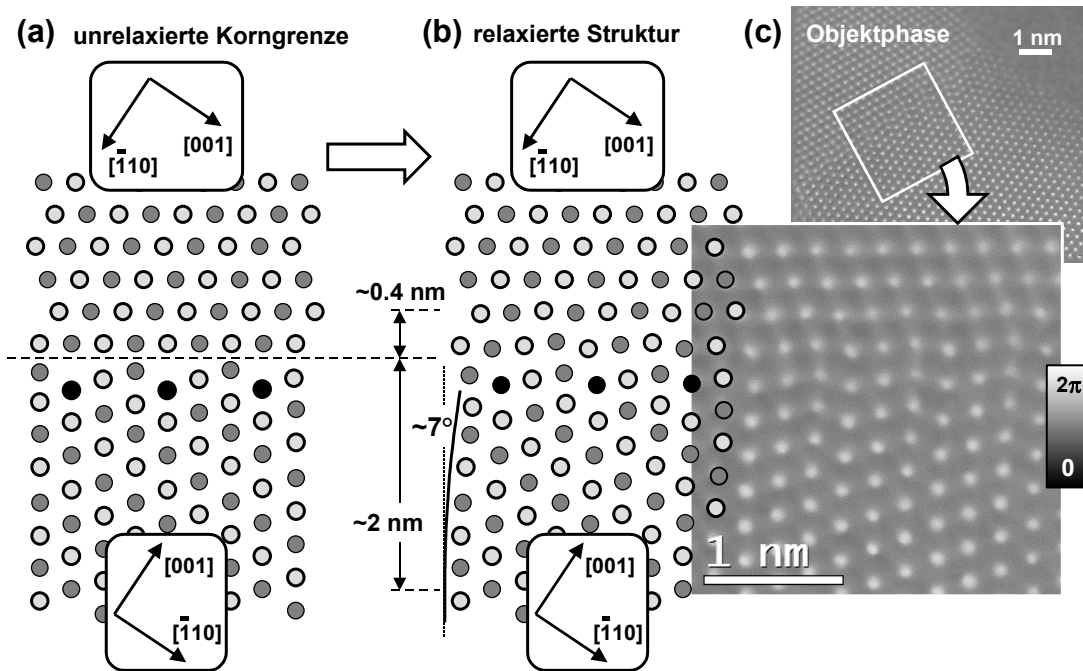 (a) unrelaxierte Korngrenze
(b) relaxierte Struktur
(c) Objektphase
1 nm
[001]
[1̄10]
[001]
[1̄10]
~0.4 nm
~7°
~2 nm
2π
0
[001]
[1̄10]
[001]
[1̄10]
1 nm